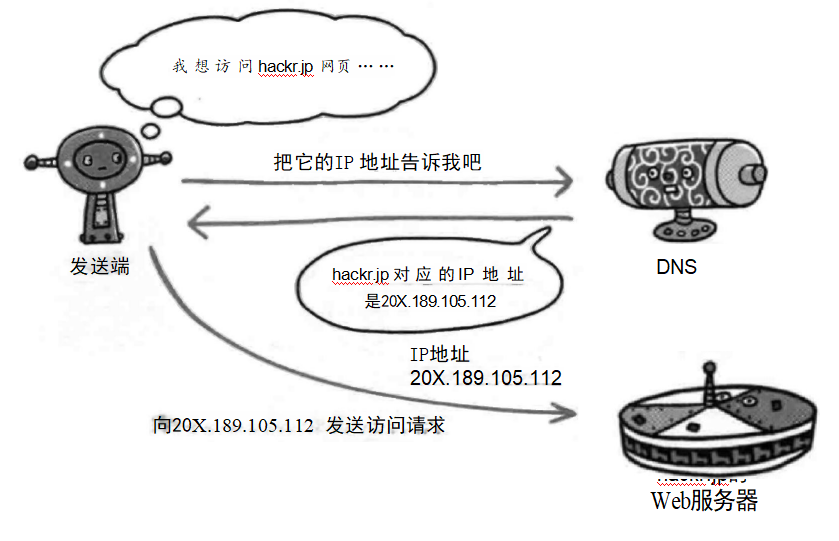 我想访问hackr.jp 网页……
把它的IP 地址告诉我吧
发送端
DNS
hackr.jp对应的IP 地址
是20X.189.105.112
IP地址
20X.189.105.112
向20X.189.105.112 发送访问请求
Web服务器